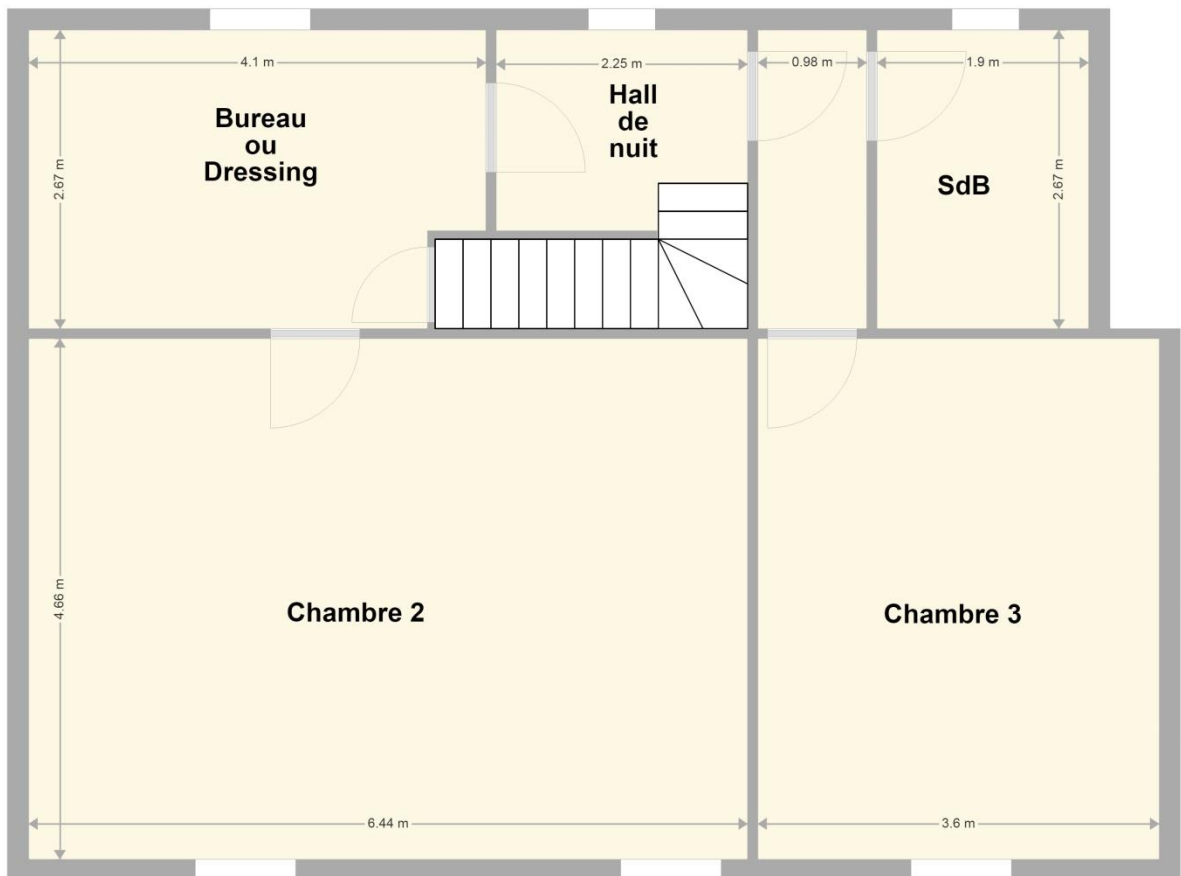 4.1 m
2.25 m
0.98 m
1.9 m
Bureau
ou
Dressing
Hall
de
nuit
SdB
2.67 m
2.67 m
Chambre 2
Chambre 3
4.66 m
6.44 m
3.6 m